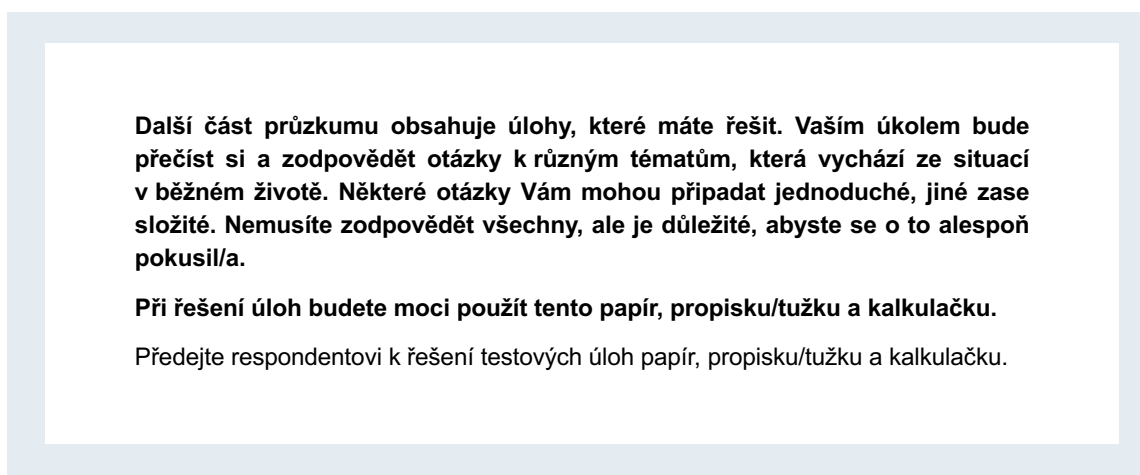 Další část průzkumu obsahuje úlohy, které máte řešit. Vaším úkolem bude
přečíst si a zodpovědět otázky k různým tématům, která vychází ze situací
v běžném životě. Některé otázky Vám mohou připadat jednoduché, jiné zase
složité. Nemusíte zodpovědět všechny, ale je důležité, abyste se o to alespoň
pokusil/a.
Při řešení úloh budete moci použít tento papír, propisku/tužku a kalkulačku.
Předejte respondentovi k řešení testových úloh papír, propisku/tužku a kalkulačku.